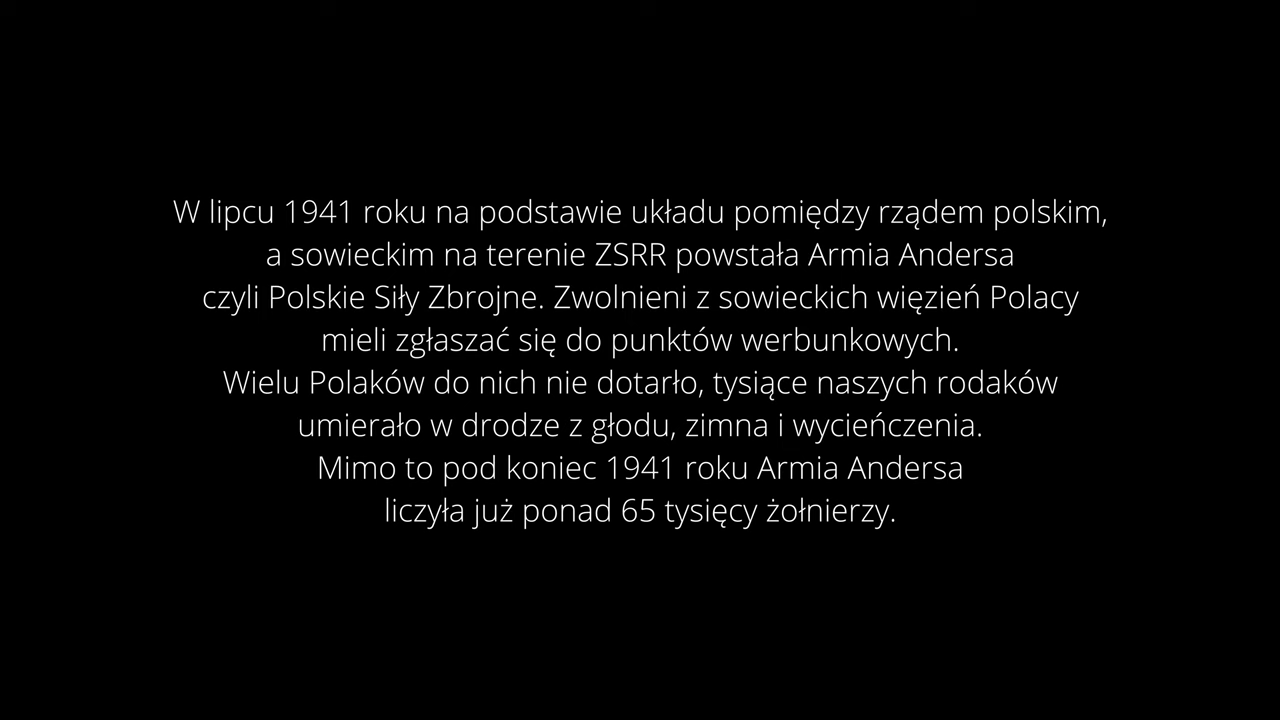 W lipcu 1941 roku na podstawie układu pomiędzy rządem polskim,
a sowieckim na terenie ZSRR powstała Armia Andersa
czyli Polskie Siły Zbrojne. Zwolnieni z sowieckich więzień Polacy
mieli zgłaszać się do punktów werbunkowych.
Wielu Polaków do nich nie dotarło, tysiące naszych rodaków
umierało w drodze z głodu, zimna i wycieńczenia.
Mimo to pod koniec 1941 roku Armia Andersa
liczyła już ponad 65 tysięcy żołnierzy.